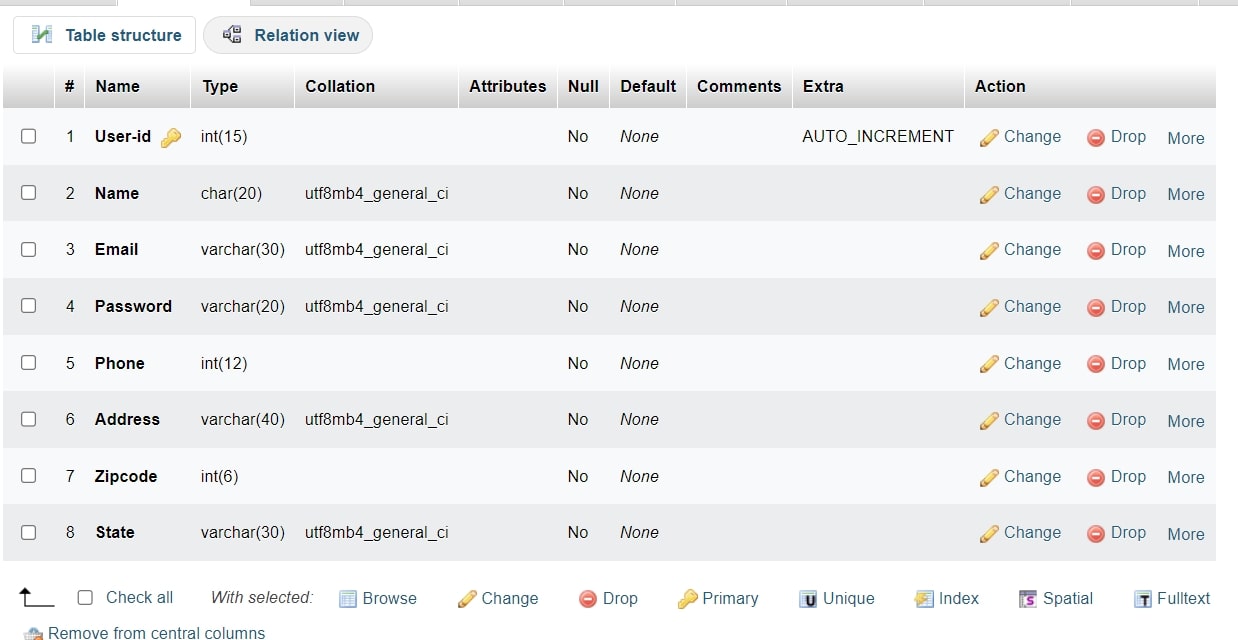 Table structure Relation view
# Name Type Collation Attributes Null Default Comments Extra Action
1 User-id int(15) No None AUTO_INCREMENT Change Drop More
2 Name char(20) utf8mb4_general_ci No None Change Drop More
3 Email varchar(30) utf8mb4_general_ci No None Change Drop More
4 Password varchar(20) utf8mb4_general_ci No None Change Drop More
5 Phone int(12) No None Change Drop More
6 Address varchar(40) utf8mb4_general_ci No None Change Drop More
7 Zipcode int(6) No None Change Drop More
8 State varchar(30) utf8mb4_general_ci No None Change Drop More
Check all With selected: Browse Change Drop Primary Unique Index Spatial Fulltext
Remove from central columns